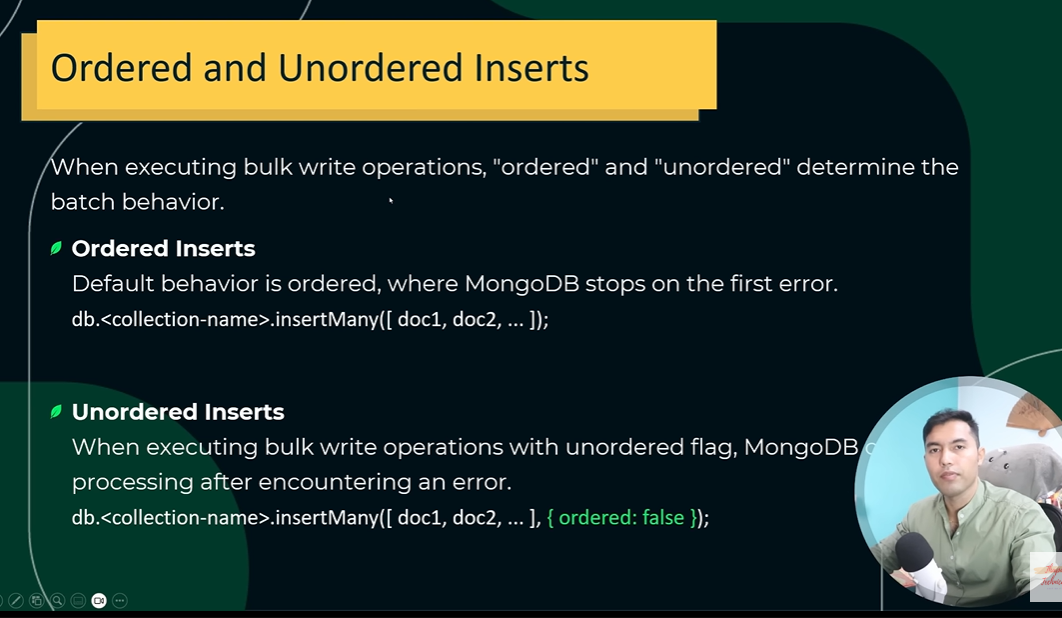 Ordered and Unordered Inserts
When executing bulk write operations, "ordered" and "unordered" determine the
batch behavior.
Ordered Inserts
Default behavior is ordered, where MongoDB stops on the first error.
db.<collection-name>.insertMany([ doc1, doc2, ... ]);
Unordered Inserts
When executing bulk write operations with unordered flag, MongoDB
processing after encountering an error.
db.<collection-name>.insertMany([ doc1, doc2, ... ], { ordered: false });